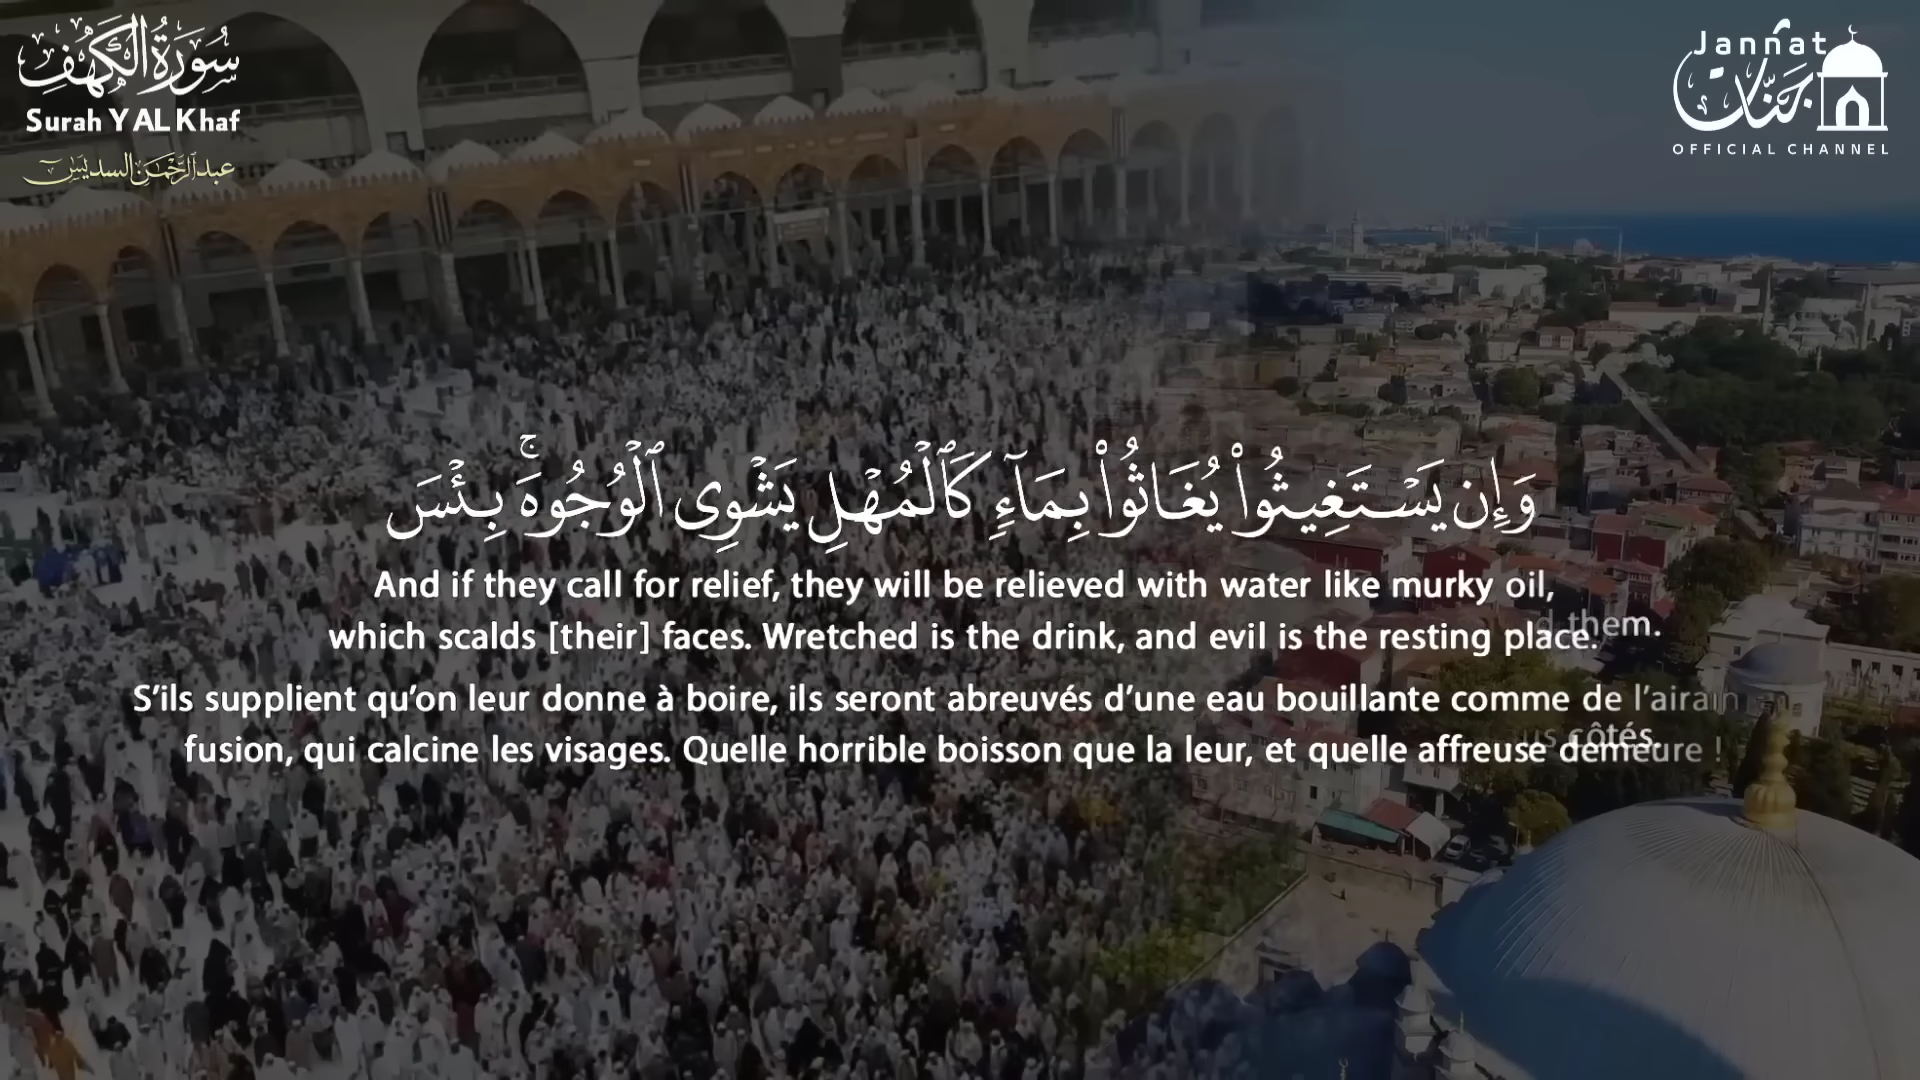 سُورَةُ الكَهْفِ
Surah Y AL Khaf
عبدالرحمن السديس
Jannat
جنات
OFFICIAL CHANNEL
وَإِن يَسْتَغِيثُوا۟ يُغَاثُوا۟ بِمَآءٍ كَٱلْمُهْلِ يَشْوِى ٱلْوُجُوهَ ۚ بِئْسَ
And if they call for relief, they will be relieved with water like murky oil,
which scalds [their] faces. Wretched is the drink, and evil is the resting place.
d them.
S’ils supplient qu’on leur donne à boire, ils seront abreuvés d’une eau bouillante comme de l’airain
fusion, qui calcine les visages. Quelle horrible boisson que la leur, et quelle affreuse demeure !
us côtés.